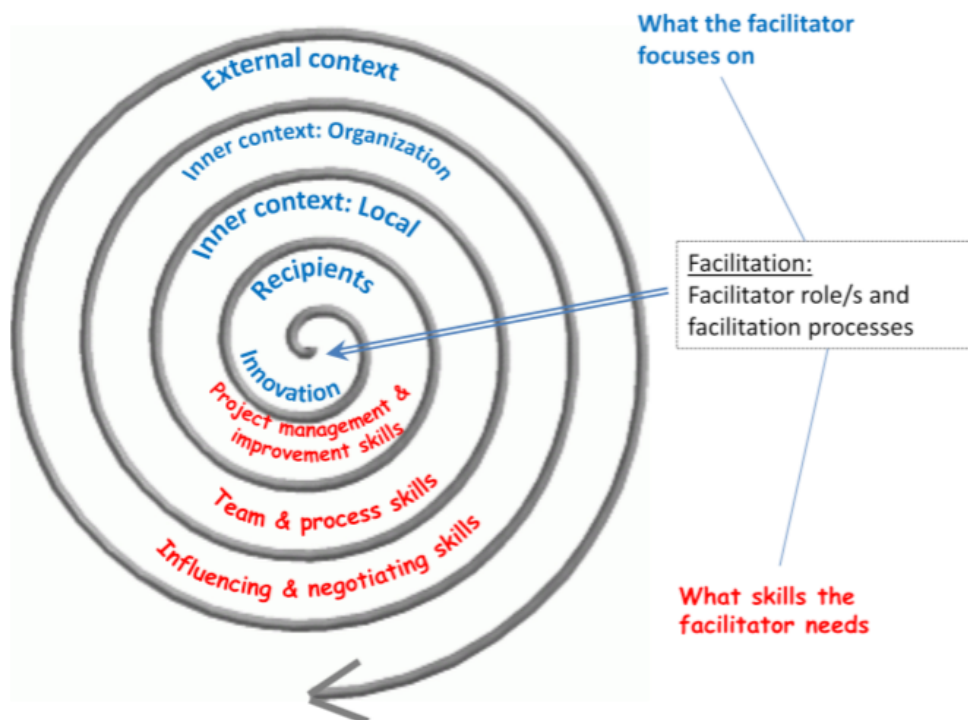 What the facilitator
focuses on
External context
Inner context: Organization
Inner context: Local
Recipients
Innovation
Project management &
improvement skills
Team & process skills
Influencing & negotiating skills
Facilitation:
Facilitator role/s and
facilitation processes
What skills the
facilitator needs